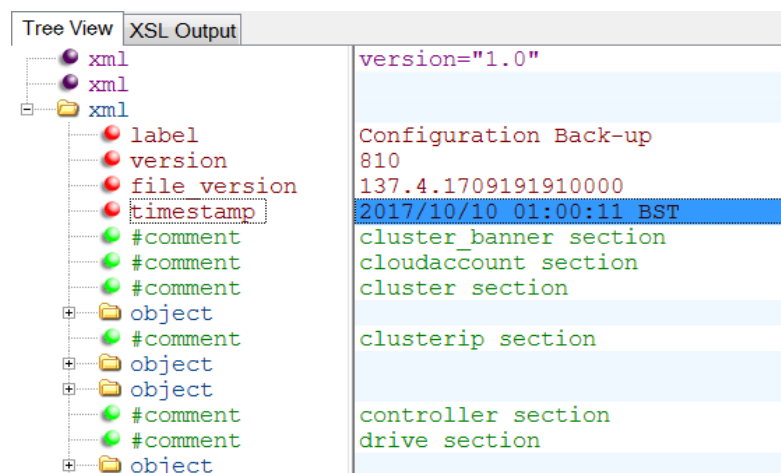 Tree View XSL Output
xml version="1.0"
xml
xml
label Configuration Back-up
version 810
file_version 137.4.1709191910000
timestamp 2017/10/10 01:00:11 BST
#comment cluster_banner section
#comment cloudaccount section
#comment cluster section
object
#comment clusterip section
object
object
#comment controller section
#comment drive section
object